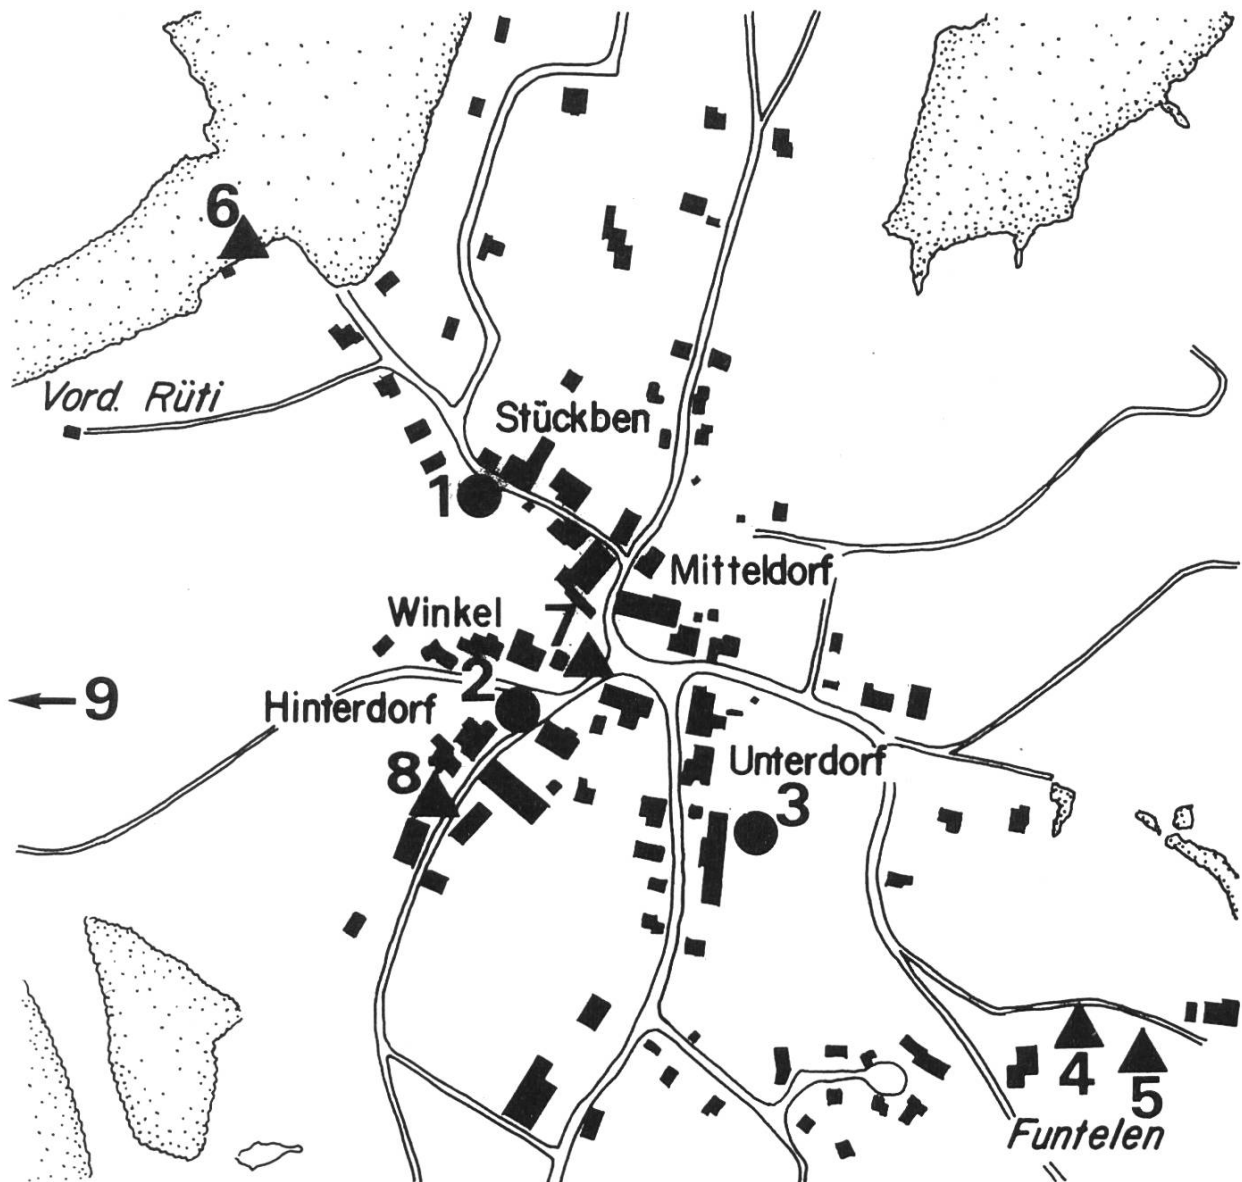 6
Vord. Rüti
Stückben
1
Mitteldorf
Winkel
7
2
9
Hinterdorf
Unterdorf
8
3
4
5
Funtelen